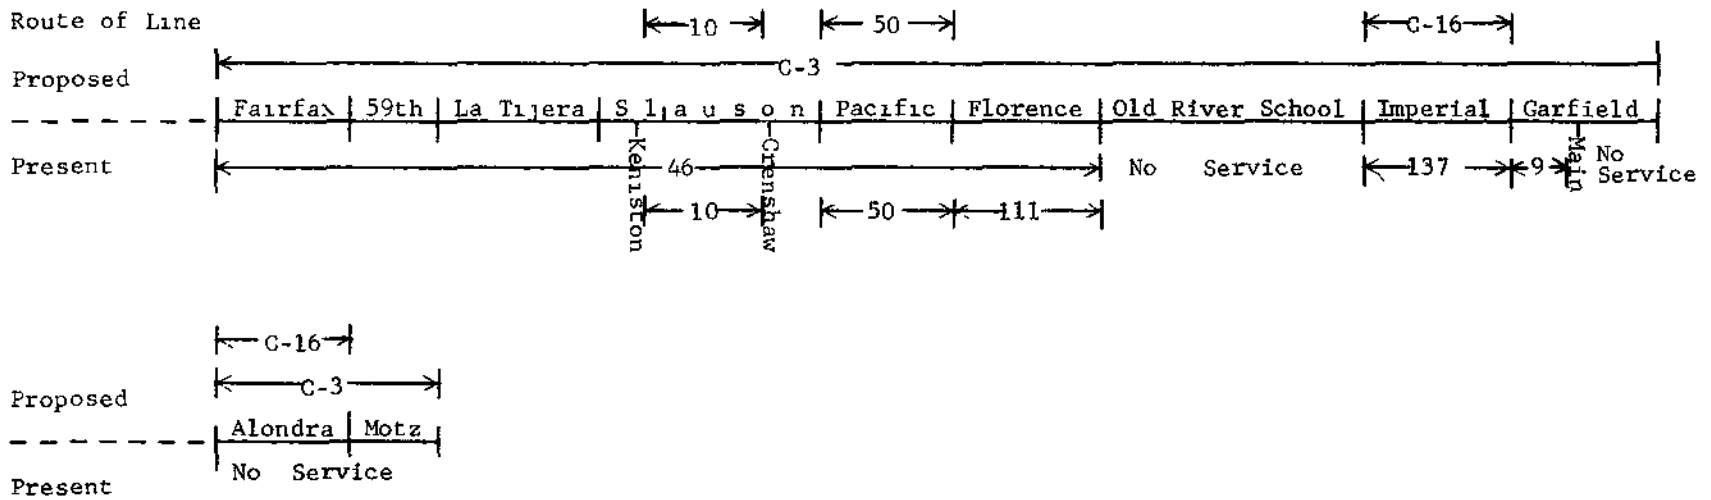 Route of Line 10 50 C-16
C-3
Proposed
Fairfax 59th La Tijera Slauson Pacific Florence Old River School Imperial Garfield
Present 46 No Service 137 9 No Service
Keniston Crenshaw Main
10 50 111
C-16
C-3
Proposed
Alondra Motz
No Service
Present